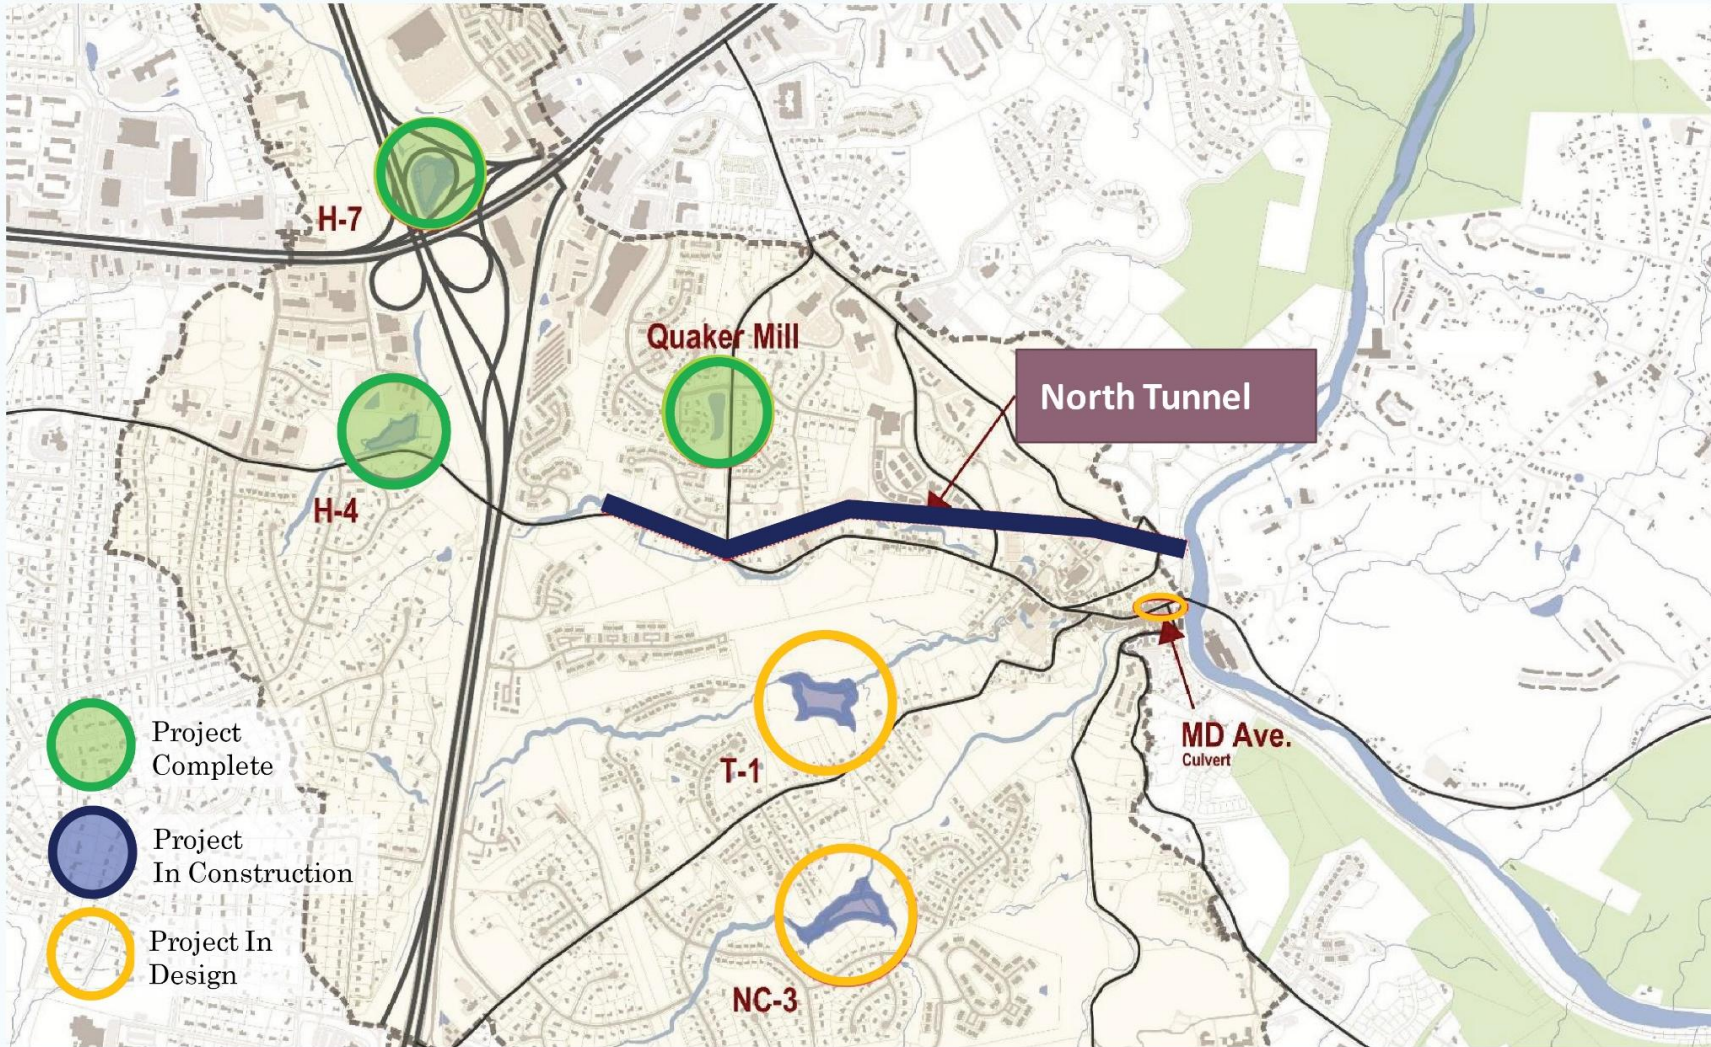 H-7
Quaker Mill
North Tunnel
H-4
MD Ave.
Culvert
T-1
NC-3
Project
Complete
Project
In Construction
Project In
Design